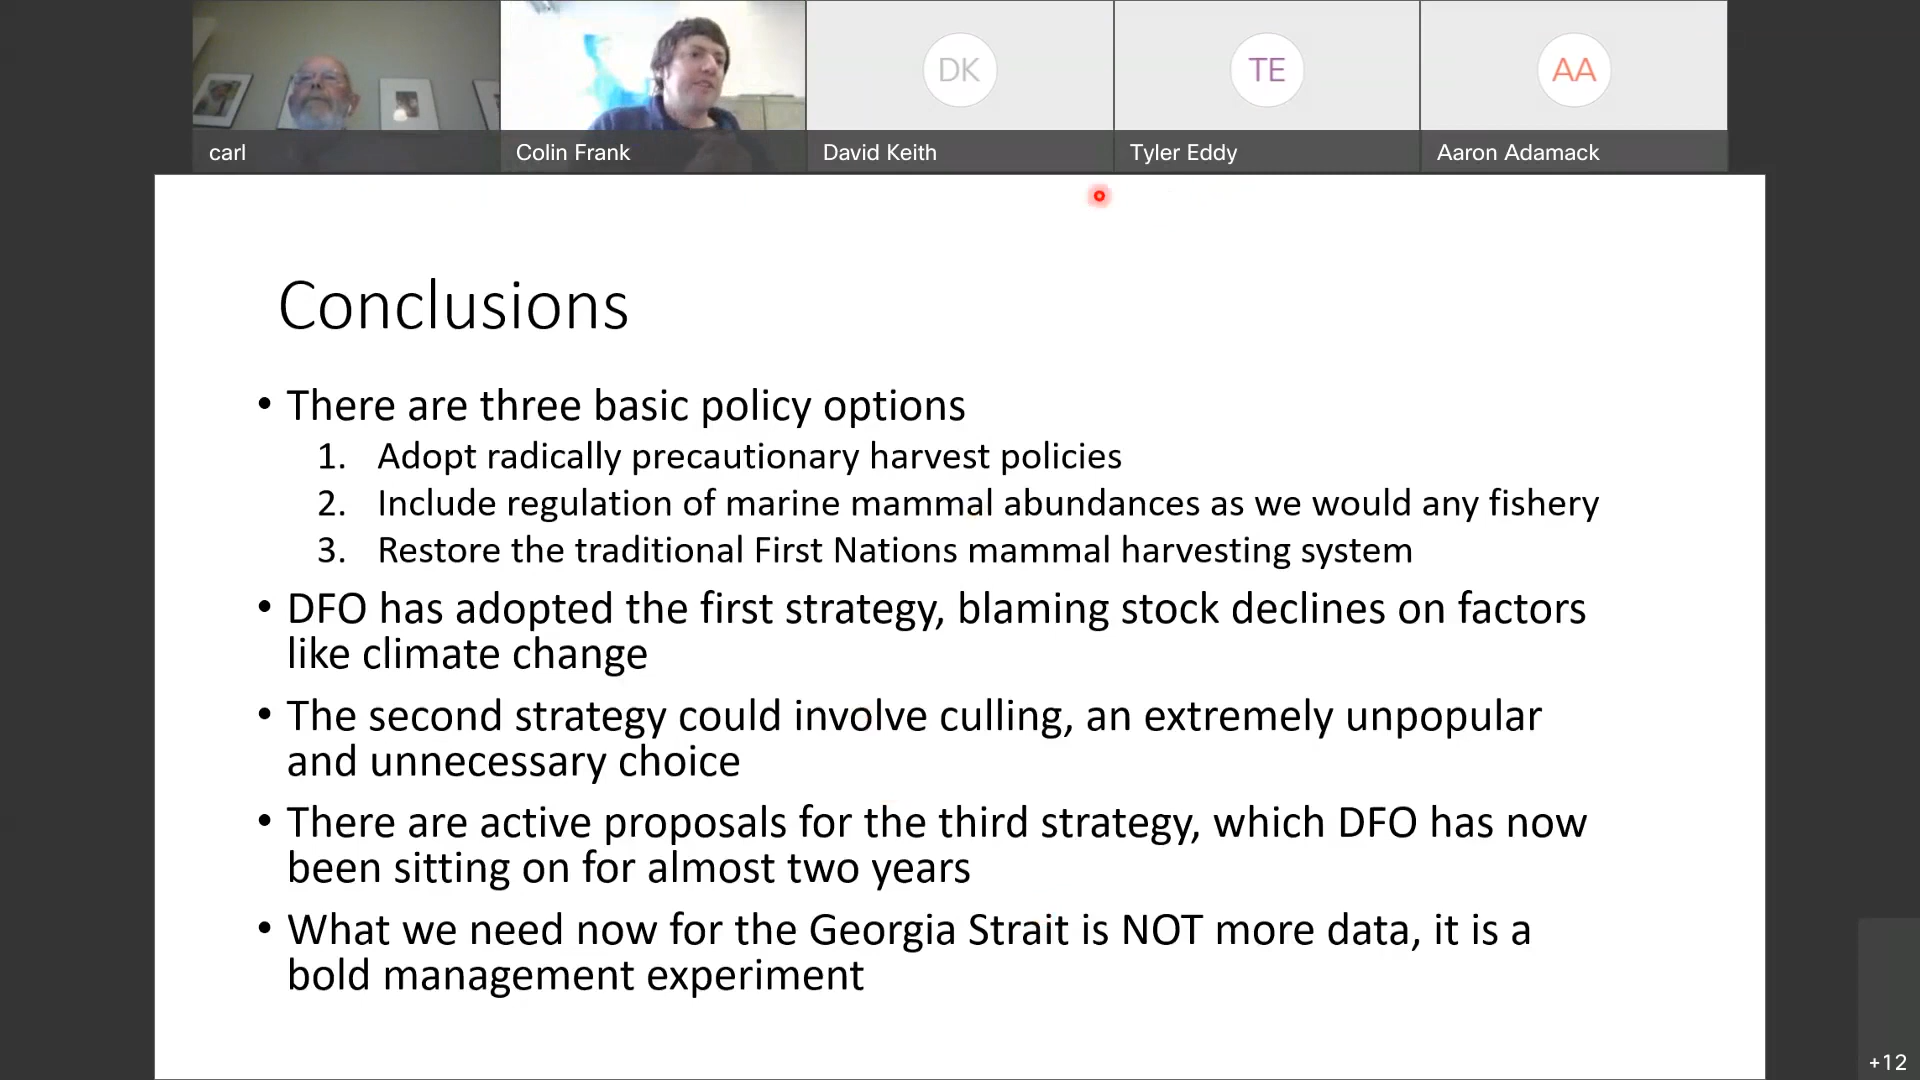 DK
TE
AA
carl
Colin Frank
David Keith
Tyler Eddy
Aaron Adamack
Conclusions
• There are three basic policy options
1. Adopt radically precautionary harvest policies
2. Include regulation of marine mammal abundances as we would any fishery
3. Restore the traditional First Nations mammal harvesting system
• DFO has adopted the first strategy, blaming stock declines on factors
like climate change
• The second strategy could involve culling, an extremely unpopular
and unnecessary choice
• There are active proposals for the third strategy, which DFO has now
been sitting on for almost two years
• What we need now for the Georgia Strait is NOT more data, it is a
bold management experiment
+12